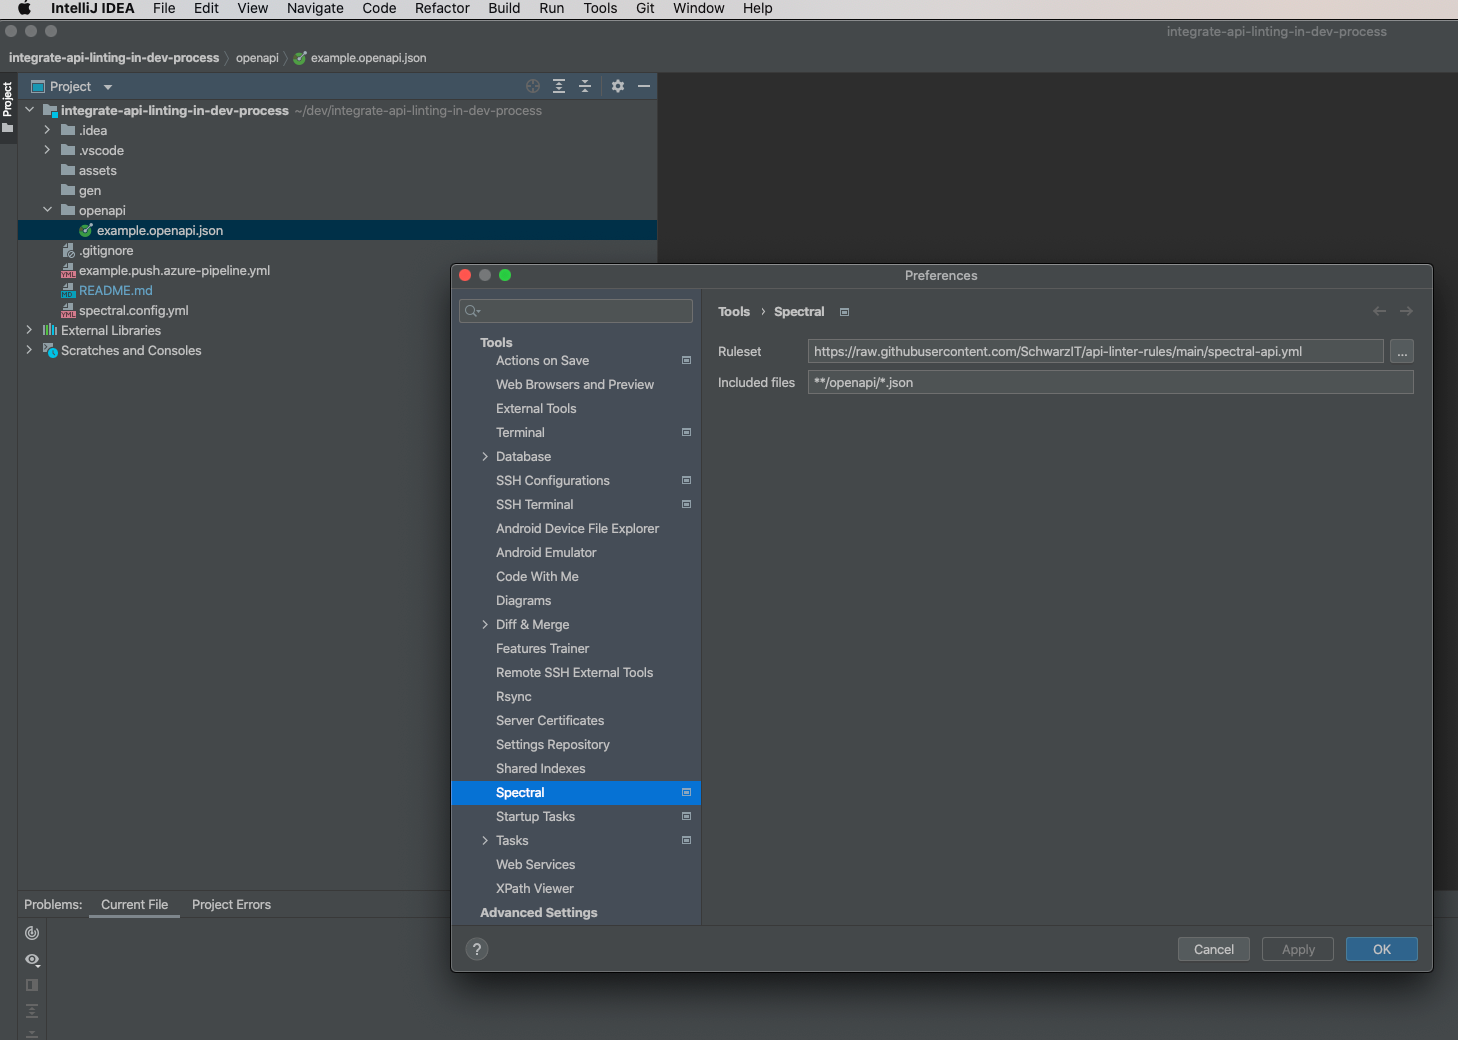 IntelliJ IDEA File Edit View Navigate Code Refactor Build Run Tools Git Window Help
integrate-api-linting-in-dev-process
integrate-api-linting-in-dev-process openapi example.openapi.json
Project
Project
integrate-api-linting-in-dev-process ~/dev/integrate-api-linting-in-dev-process
.idea
.vscode
assets
gen
openapi
example.openapi.json
.gitignore
example.push.azure-pipeline.yml
README.md
spectral.config.yml
External Libraries
Scratches and Consoles
Preferences
Tools
Actions on Save
Web Browsers and Preview
External Tools
Terminal
Database
SSH Configurations
SSH Terminal
Android Device File Explorer
Android Emulator
Code With Me
Diagrams
Diff & Merge
Features Trainer
Remote SSH External Tools
Rsync
Server Certificates
Settings Repository
Shared Indexes
Spectral
Startup Tasks
Tasks
Web Services
XPath Viewer
Advanced Settings
Tools › Spectral
Ruleset https://raw.githubusercontent.com/SchwarzIT/api-linter-rules/main/spectral-api.yml ...
Included files **/openapi/*.json
? Cancel Apply OK
Problems: Current File Project Errors